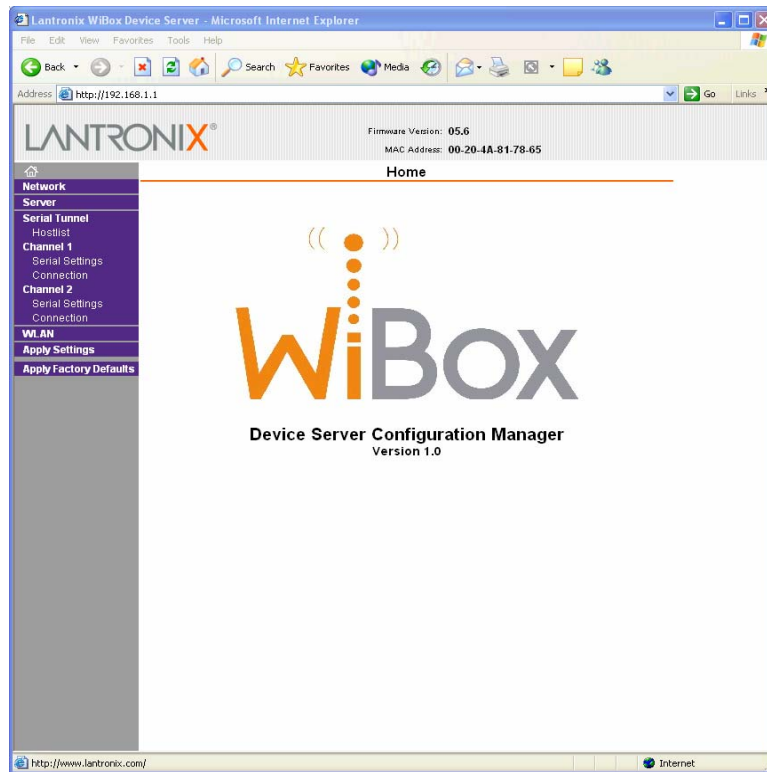 Lantronix WiBox Device Server - Microsoft Internet Explorer
File Edit View Favorites Tools Help
Back Search Favorites Media
Address http://192.168.1.1 Go Links
LANTRONIX®
Firmware Version: 05.6
MAC Address: 00-20-4A-81-78-65
Home
Network
Server
Serial Tunnel
Hostlist
Channel 1
Serial Settings
Connection
Channel 2
Serial Settings
Connection
WLAN
Apply Settings
Apply Factory Defaults
WiBox
Device Server Configuration Manager
Version 1.0
http://www.lantronix.com/ Internet